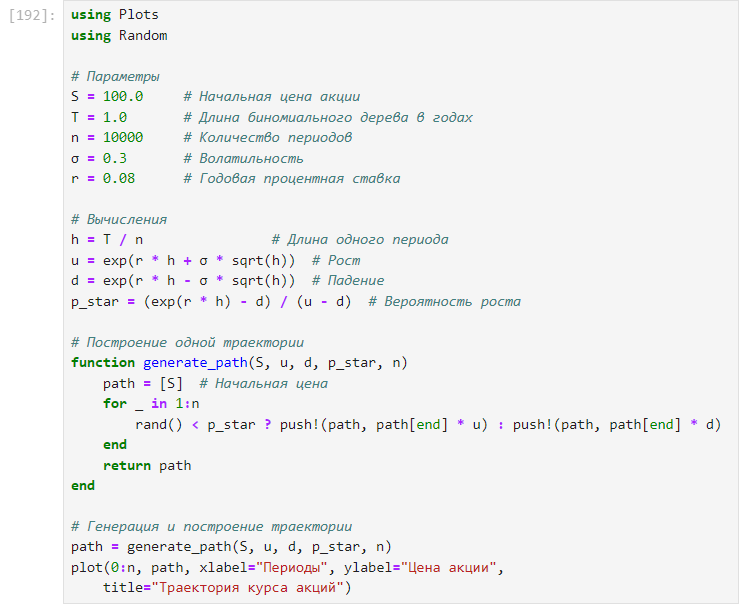 [192]: using Plots
using Random

# Параметры
S = 100.0     # Начальная цена акции
T = 1.0       # Длина биномиального дерева в годах
n = 10000     # Количество периодов
σ = 0.3       # Волатильность
r = 0.08      # Годовая процентная ставка

# Вычисления
h = T / n                  # Длина одного периода
u = exp(r * h + σ * sqrt(h))  # Рост
d = exp(r * h - σ * sqrt(h))  # Падение
p_star = (exp(r * h) - d) / (u - d)  # Вероятность роста

# Построение одной траектории
function generate_path(S, u, d, p_star, n)
    path = [S]  # Начальная цена
    for _ in 1:n
        rand() < p_star ? push!(path, path[end] * u) : push!(path, path[end] * d)
    end
    return path
end

# Генерация и построение траектории
path = generate_path(S, u, d, p_star, n)
plot(0:n, path, xlabel="Периоды", ylabel="Цена акции",
    title="Траектория курса акций")